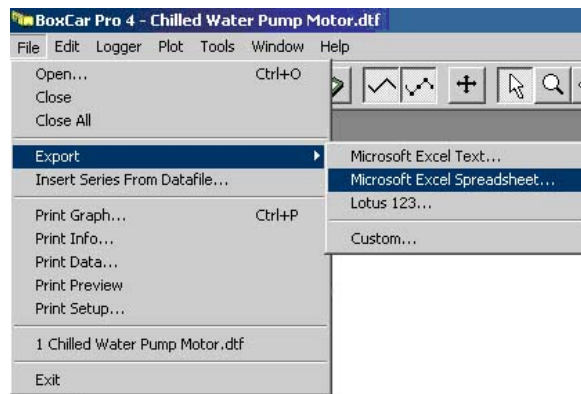 BoxCar Pro 4 - Chilled Water Pump Motor.dtf
File Edit Logger Plot Tools Window Help
Open... Ctrl+O
Close
Close All
Export
Insert Series From Datafile...
Print Graph... Ctrl+P
Print Info...
Print Data...
Print Preview
Print Setup...
1 Chilled Water Pump Motor.dtf
Exit
Microsoft Excel Text...
Microsoft Excel Spreadsheet...
Lotus 123...
Custom...